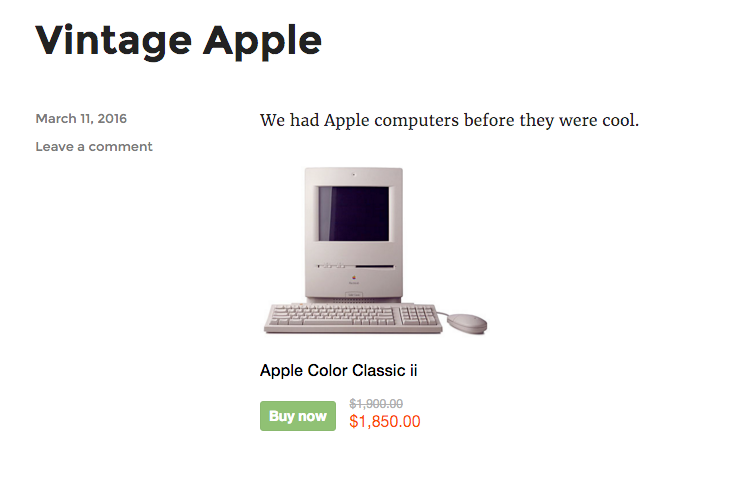 Vintage Apple
March 11, 2016
Leave a comment
We had Apple computers before they were cool.
Apple Color Classic ii
Buy now
$1,900.00
$1,850.00